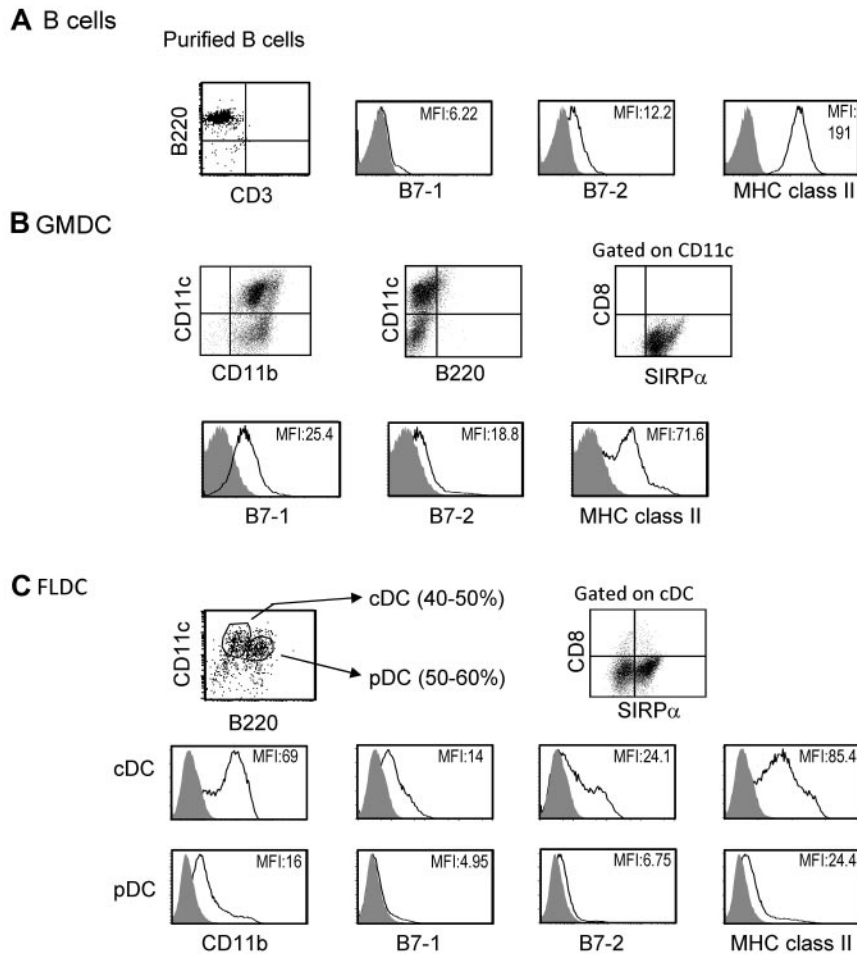 A B cells
Purified B cells
B220
CD3
MFI:6.22
B7-1
MFI:12.2
B7-2
MFI:
191
MHC class II
B GMDC
CD11c
CD11b
CD11c
B220
Gated on CD11c
CD8
SIRPα
MFI:25.4
B7-1
MFI:18.8
B7-2
MFI:71.6
MHC class II
C FLDC
CD11c
B220
cDC (40-50%)
pDC (50-60%)
Gated on cDC
CD8
SIRPα
cDC
MFI:69
MFI:14
MFI:24.1
MFI:85.4
pDC
MFI:16
MFI:4.95
MFI:6.75
MFI:24.4
CD11b
B7-1
B7-2
MHC class II